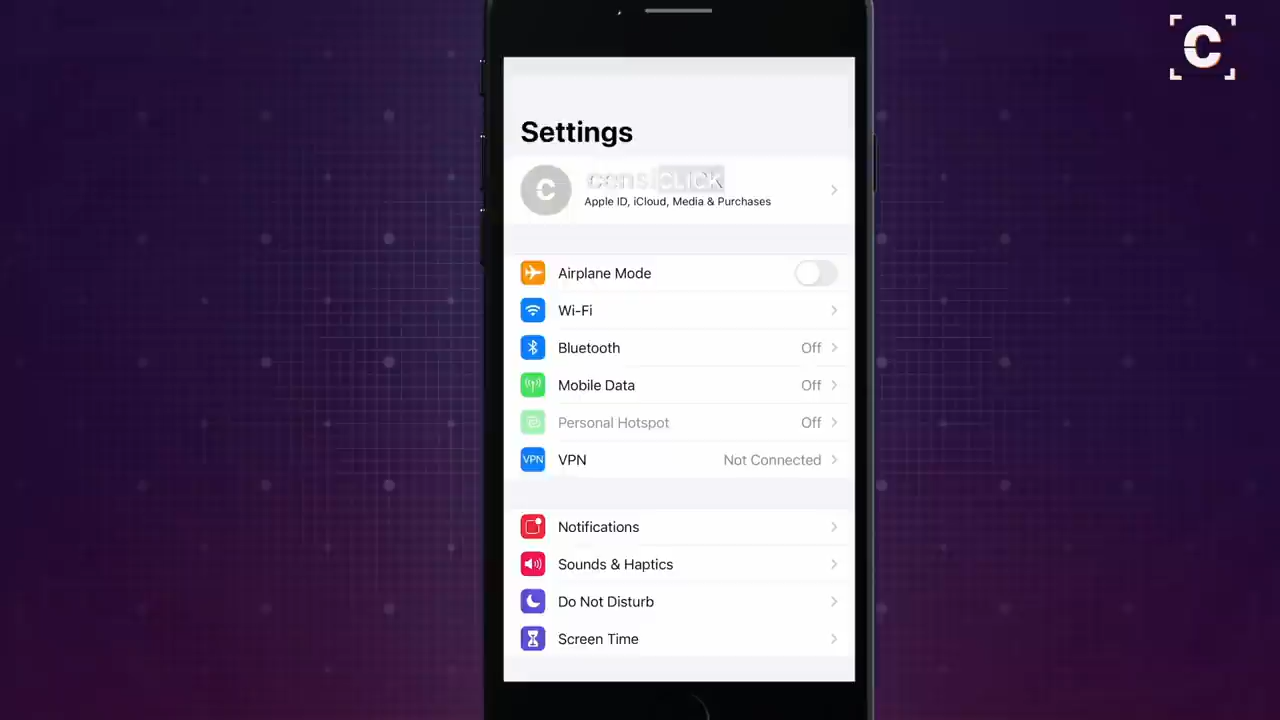 C
Settings
C
censiCLICK
Apple ID, iCloud, Media & Purchases
Airplane Mode
Wi-Fi
Bluetooth Off
Mobile Data Off
Personal Hotspot Off
VPN VPN Not Connected
Notifications
Sounds & Haptics
Do Not Disturb
Screen Time